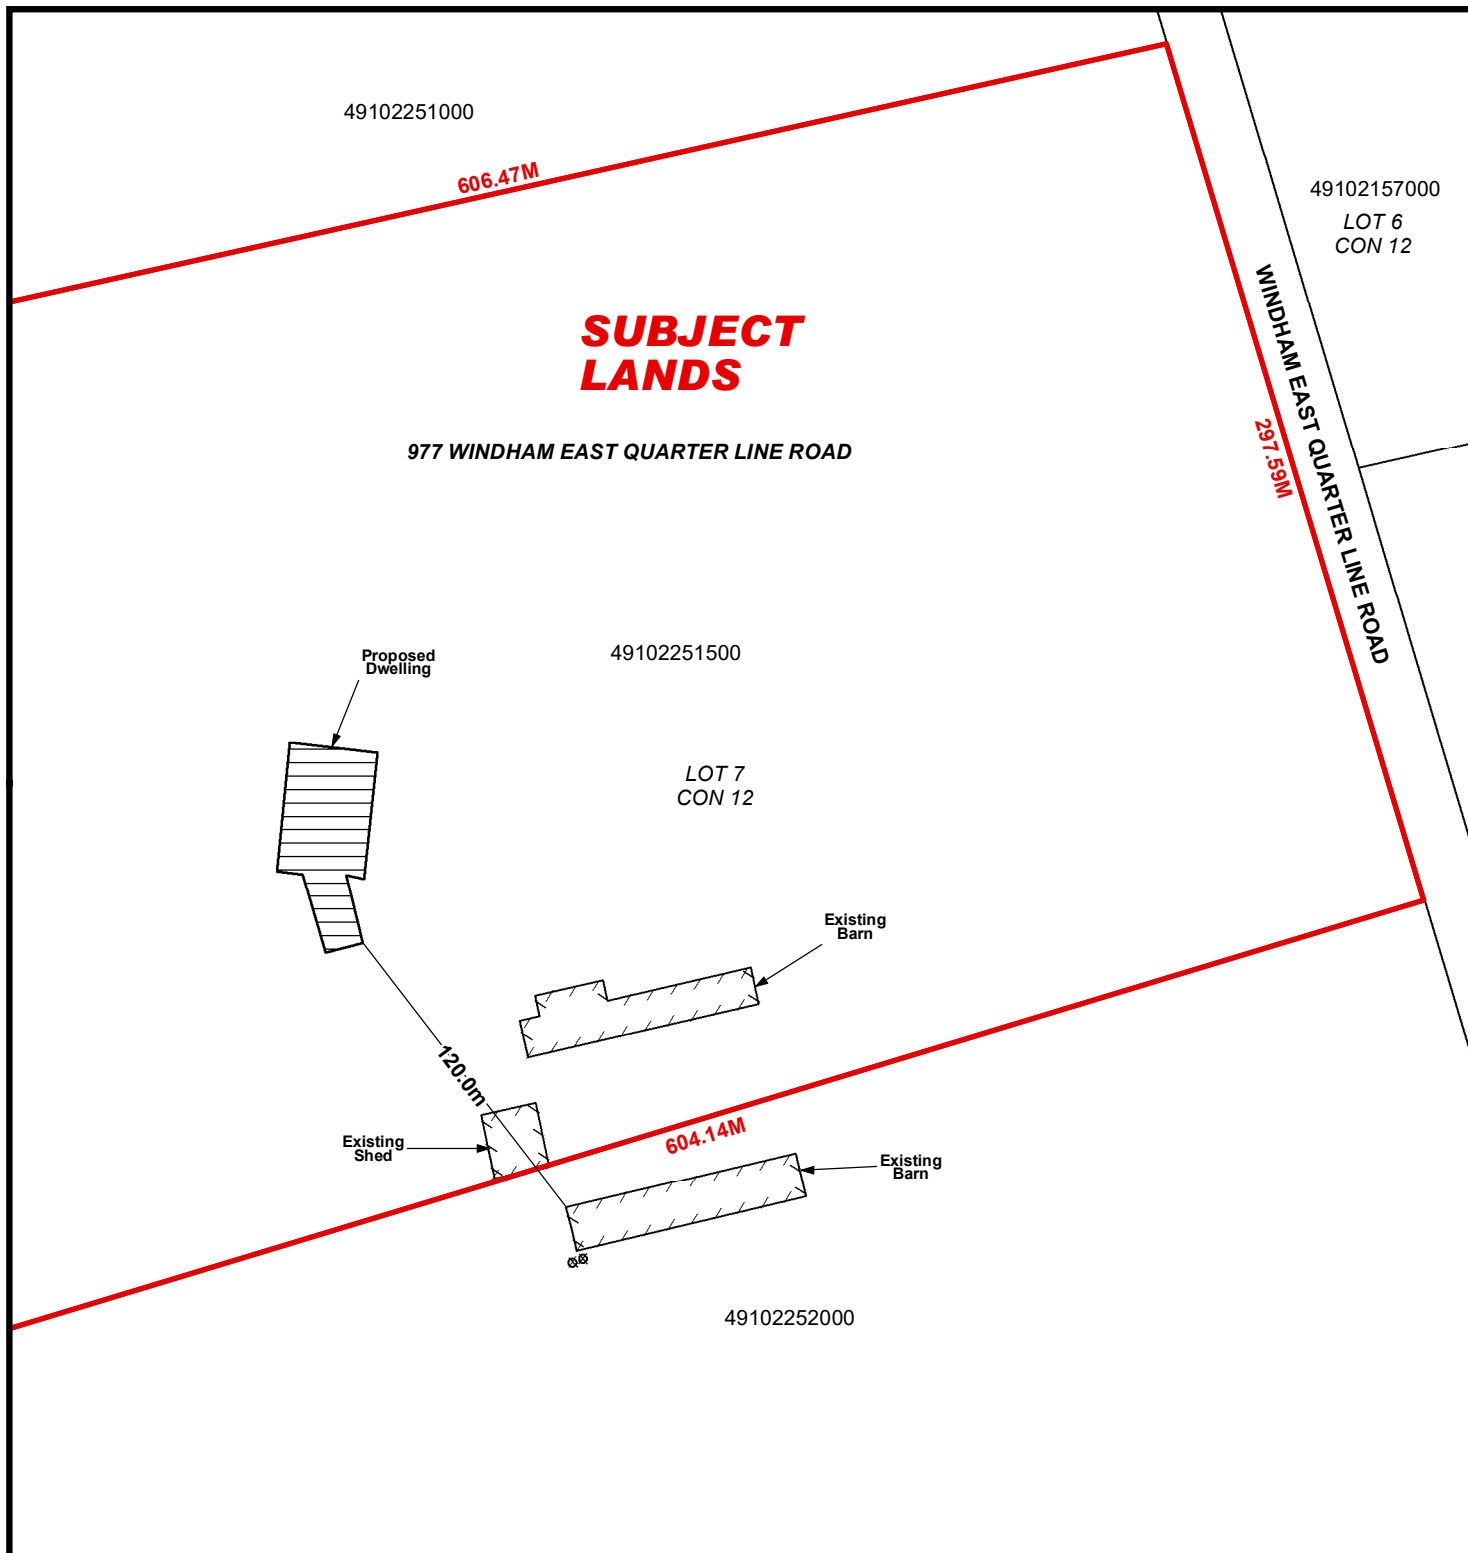 49102251000
606.47M
49102157000
LOT 6
CON 12
SUBJECT
LANDS
WINDHAM EAST QUARTER LINE ROAD
977 WINDHAM EAST QUARTER LINE ROAD
297.59M
49102251500
Proposed
Dwelling
LOT 7
CON 12
Existing
Barn
120.0m
Existing
Shed
604.14M
Existing
Barn
49102252000